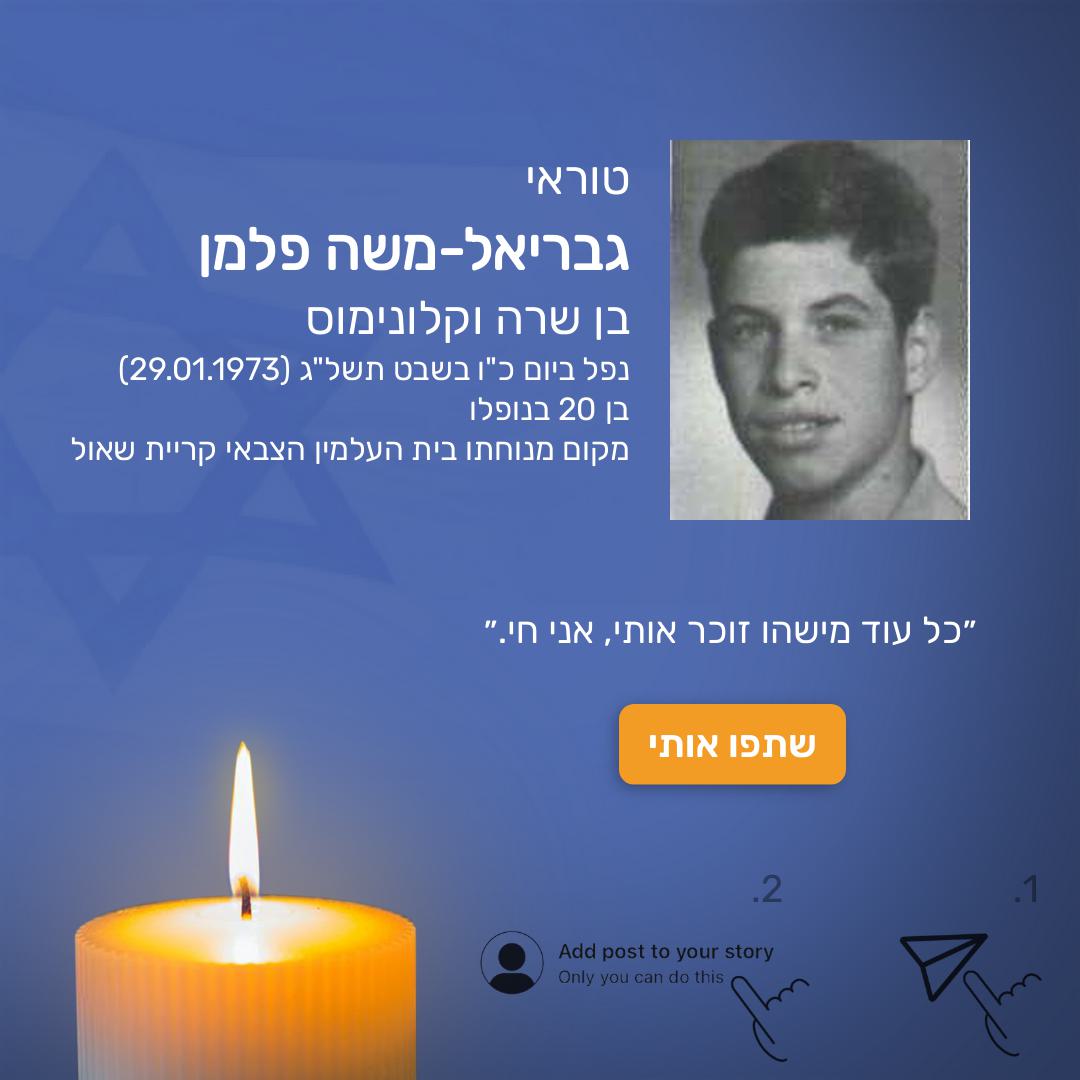 טוראי
גבריאל-משה פלמן
בן שרה וקלונימוס
נפל ביום כ"ו בשבט תשל"ג (29.01.1973)
בן 20 בנופלו
מקום מנוחתו בית העלמין הצבאי קריית שאול
״כל עוד מישהו זוכר אותי, אני חי.״
שתפו אותי
.1
.2
Add post to your story
Only you can do this